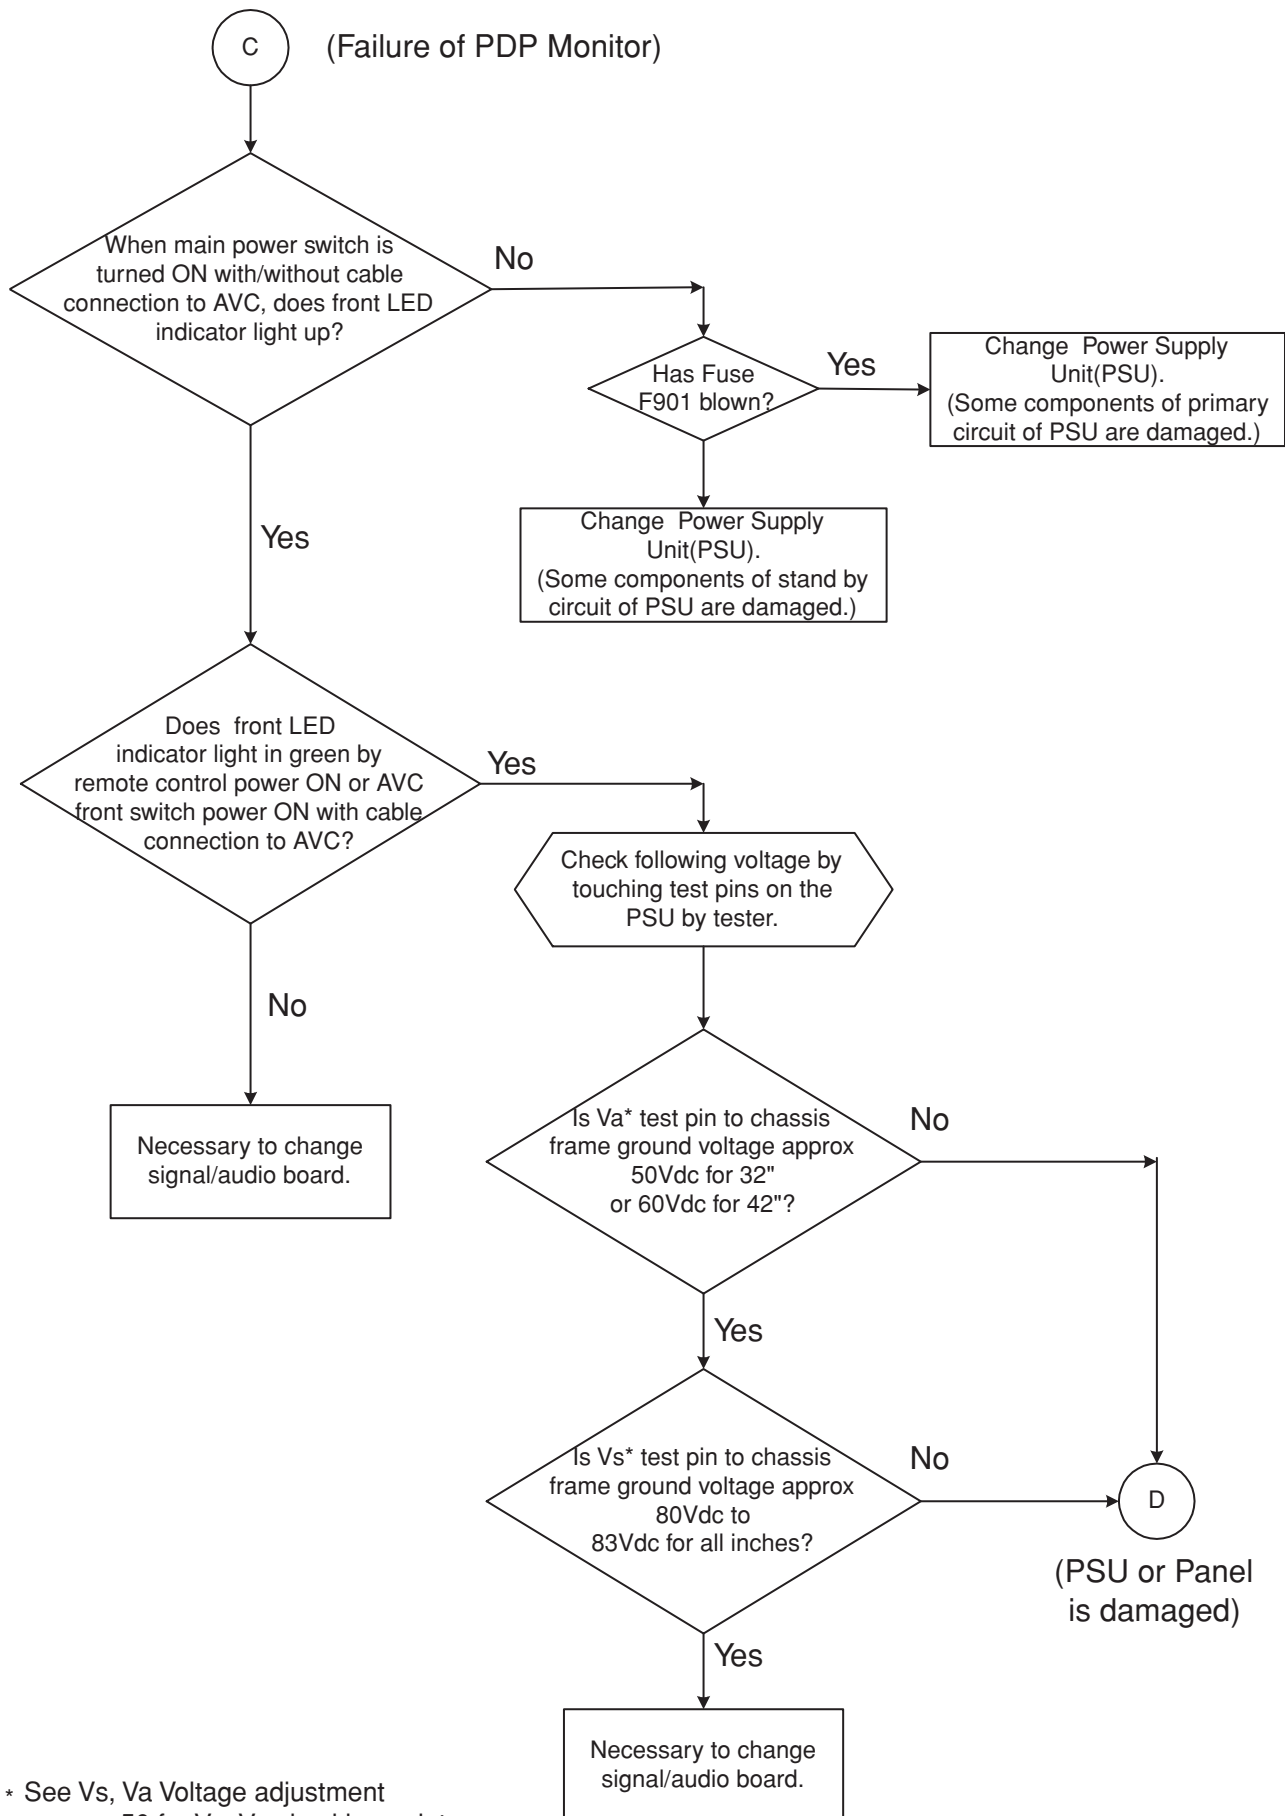 C
(Failure of PDP Monitor)
When main power switch is
turned ON with/without cable
connection to AVC, does front LED
indicator light up?
No
Has Fuse
F901 blown?
Yes
Change Power Supply
Unit(PSU).
(Some components of primary
circuit of PSU are damaged.)
Change Power Supply
Unit(PSU).
(Some components of stand by
circuit of PSU are damaged.)
Yes
Does front LED
indicator light in green by
remote control power ON or AVC
front switch power ON with cable
connection to AVC?
Yes
Check following voltage by
touching test pins on the
PSU by tester.
No
Necessary to change
signal/audio board.
Is Va* test pin to chassis
frame ground voltage approx
50Vdc for 32"
or 60Vdc for 42"?
No
Yes
Is Vs* test pin to chassis
frame ground voltage approx
80Vdc to
83Vdc for all inches?
No
D
(PSU or Panel
is damaged)
Yes
Necessary to change
signal/audio board.
* See Vs, Va Voltage adjustment